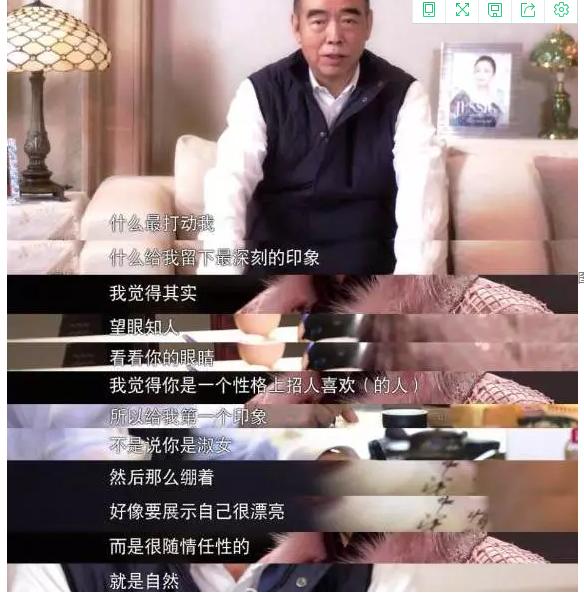 JESSIE
什么最打动我
什么给我留下最深刻的印象
我觉得其实
望眼知人
看看你的眼睛
我觉得你是一个性格上招人喜欢（的人）
所以给我第一个印象
不是说你是淑女
然后那么绷着
好像要展示自己很漂亮
而是很随情任性的
就是自然